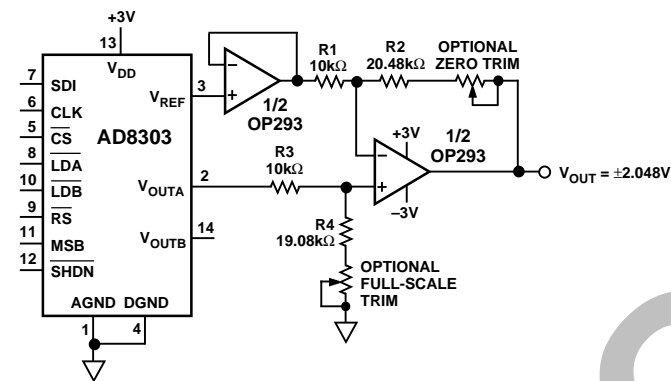 +3V
13
VDD
7
SDI
6
CLK
5
CS
8
LDA
10
LDB
9
RS
11
MSB
12
SHDN
AD8303
VREF
3
VOUTA
2
VOUTB
14
AGND DGND
1
4
–
+
1/2
OP293
R1
10kΩ
R2
20.48kΩ
OPTIONAL
ZERO TRIM
R3
10kΩ
–
+
+3V
–3V
1/2
OP293
VOUT = ±2.048V
R4
19.08kΩ
OPTIONAL
FULL-SCALE
TRIM